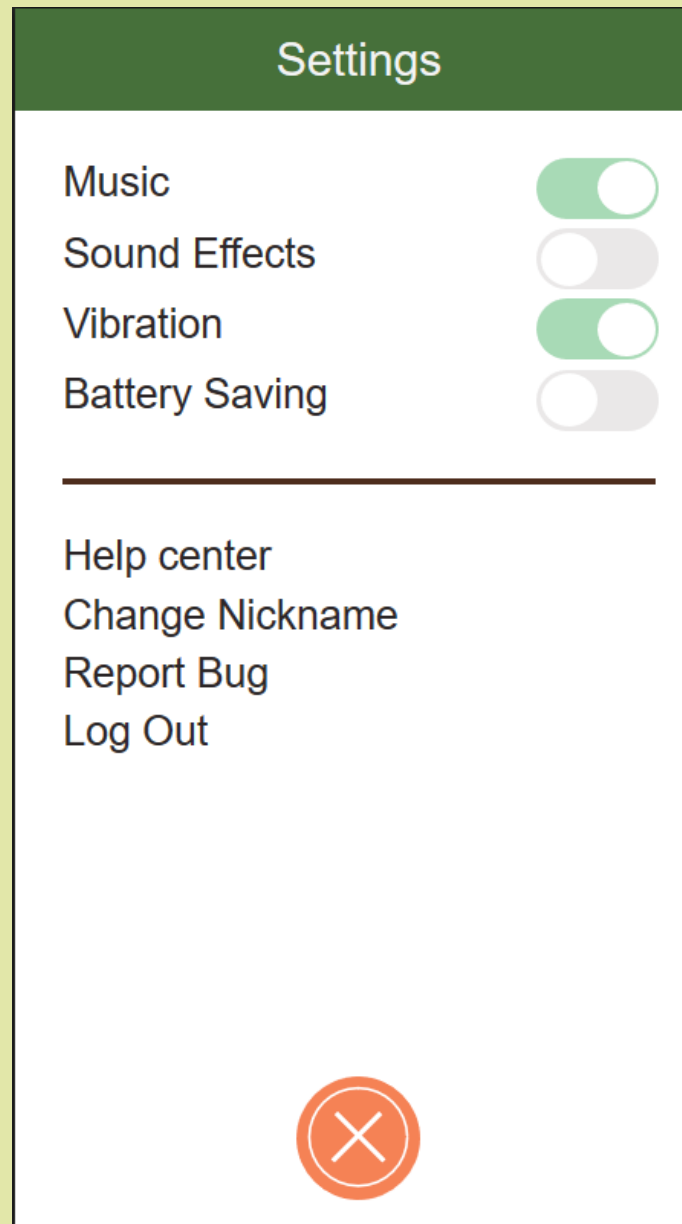 Settings
Music
Sound Effects
Vibration
Battery Saving
Help center
Change Nickname
Report Bug
Log Out